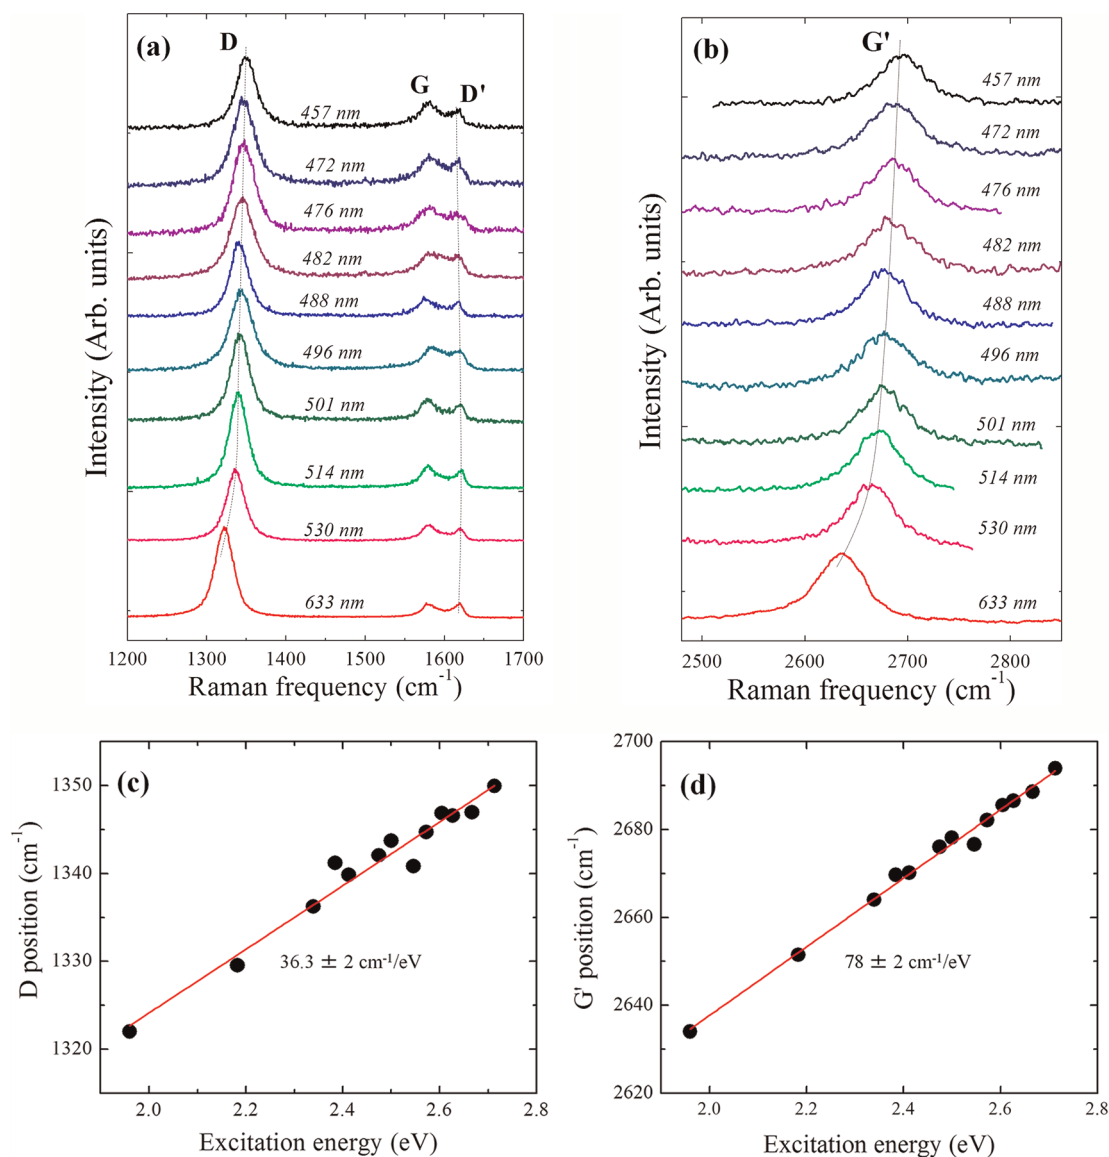 (a)
D
G
D'
457 nm
472 nm
476 nm
482 nm
488 nm
496 nm
501 nm
514 nm
530 nm
633 nm
Intensity (Arb. units)
1200 1300 1400 1500 1600 1700
Raman frequency (cm⁻¹)
(b)
G'
457 nm
472 nm
476 nm
482 nm
488 nm
496 nm
501 nm
514 nm
530 nm
633 nm
Intensity (Arb. units)
2500 2600 2700 2800
Raman frequency (cm⁻¹)
(c)
1350
1340
1330
1320
D position (cm⁻¹)
36.3 ± 2 cm⁻¹/eV
2.0 2.2 2.4 2.6 2.8
Excitation energy (eV)
(d)
2700
2680
2660
2640
2620
G' position (cm⁻¹)
78 ± 2 cm⁻¹/eV
2.0 2.2 2.4 2.6 2.8
Excitation energy (eV)